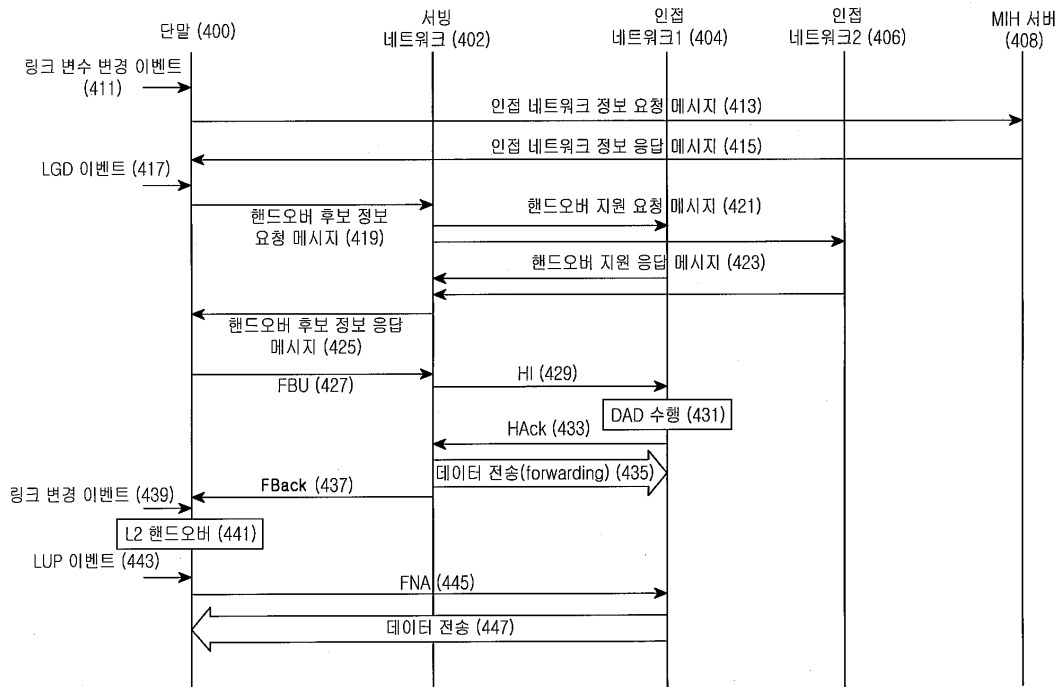 단말 (400)
서빙
네트워크 (402)
인접
네트워크1 (404)
인접
네트워크2 (406)
MIH 서버
(408)
링크 변수 변경 이벤트
(411)
인접 네트워크 정보 요청 메시지 (413)
인접 네트워크 정보 응답 메시지 (415)
LGD 이벤트 (417)
핸드오버 후보 정보
요청 메시지 (419)
핸드오버 지원 요청 메시지 (421)
핸드오버 지원 응답 메시지 (423)
핸드오버 후보 정보 응답
메시지 (425)
FBU (427)
HI (429)
DAD 수행 (431)
HAck (433)
데이터 전송(forwarding) (435)
FBack (437)
링크 변경 이벤트 (439)
L2 핸드오버 (441)
LUP 이벤트 (443)
FNA (445)
데이터 전송 (447)